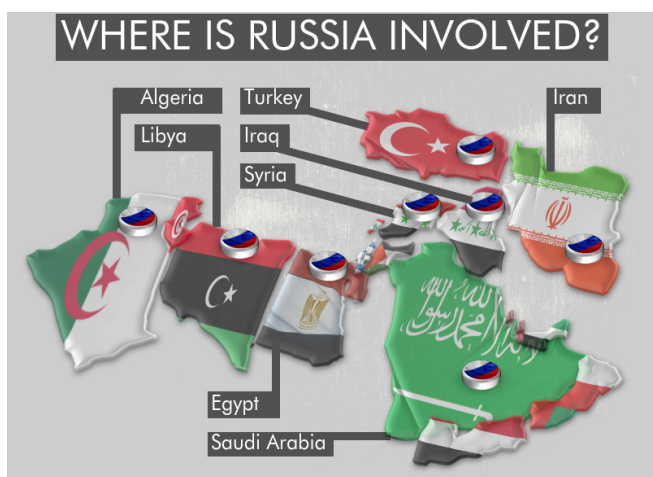 WHERE IS RUSSIA INVOLVED?
Algeria
Turkey
Iran
Libya
Iraq
Syria
Egypt
Saudi Arabia